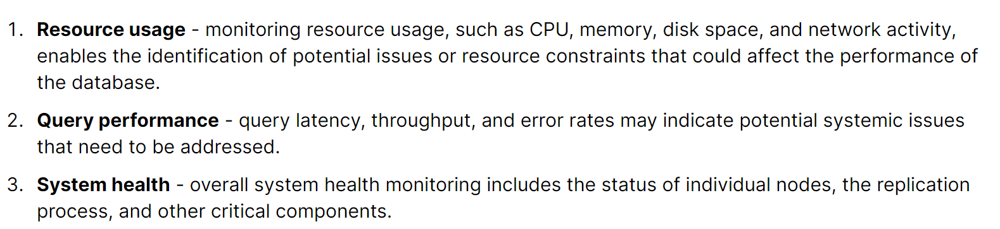 1. Resource usage - monitoring resource usage, such as CPU, memory, disk space, and network activity,
enables the identification of potential issues or resource constraints that could affect the performance of
the database.
2. Query performance - query latency, throughput, and error rates may indicate potential systemic issues
that need to be addressed.
3. System health - overall system health monitoring includes the status of individual nodes, the replication
process, and other critical components.